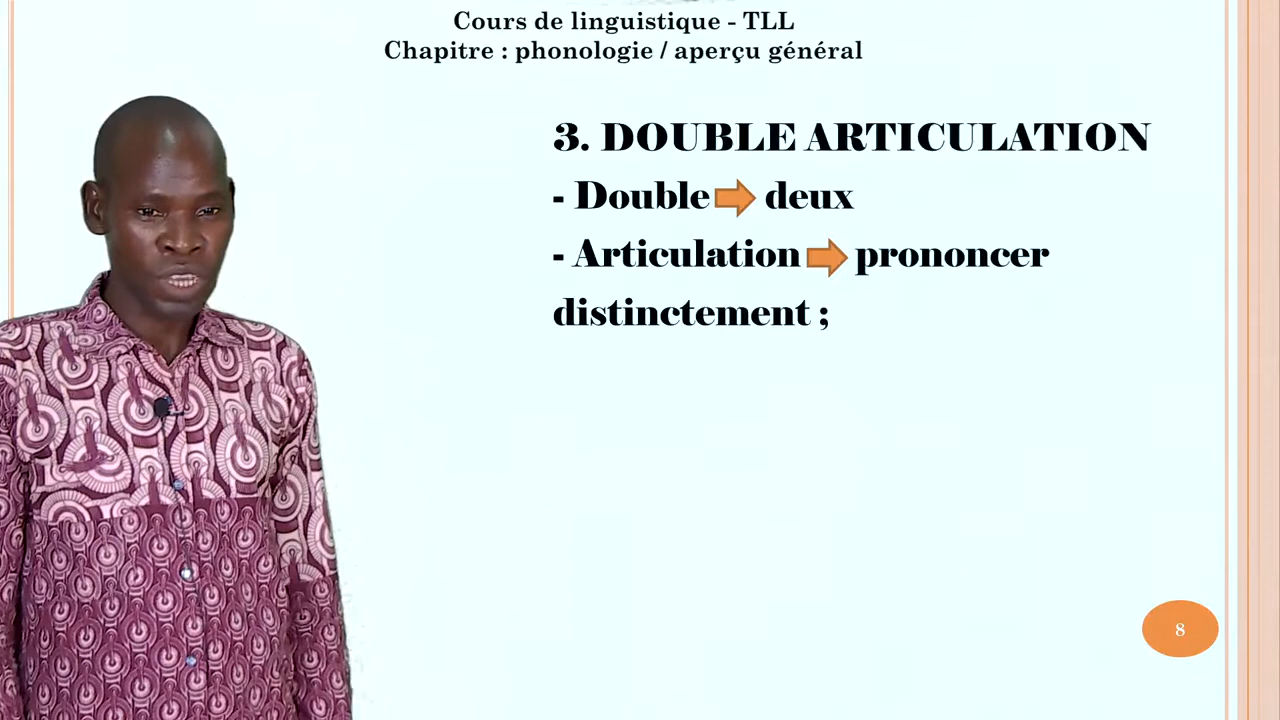 Cours de linguistique - TLL
Chapitre : phonologie / aperçu général
3. DOUBLE ARTICULATION
- Double deux
- Articulation prononcer
distinctement ;
8